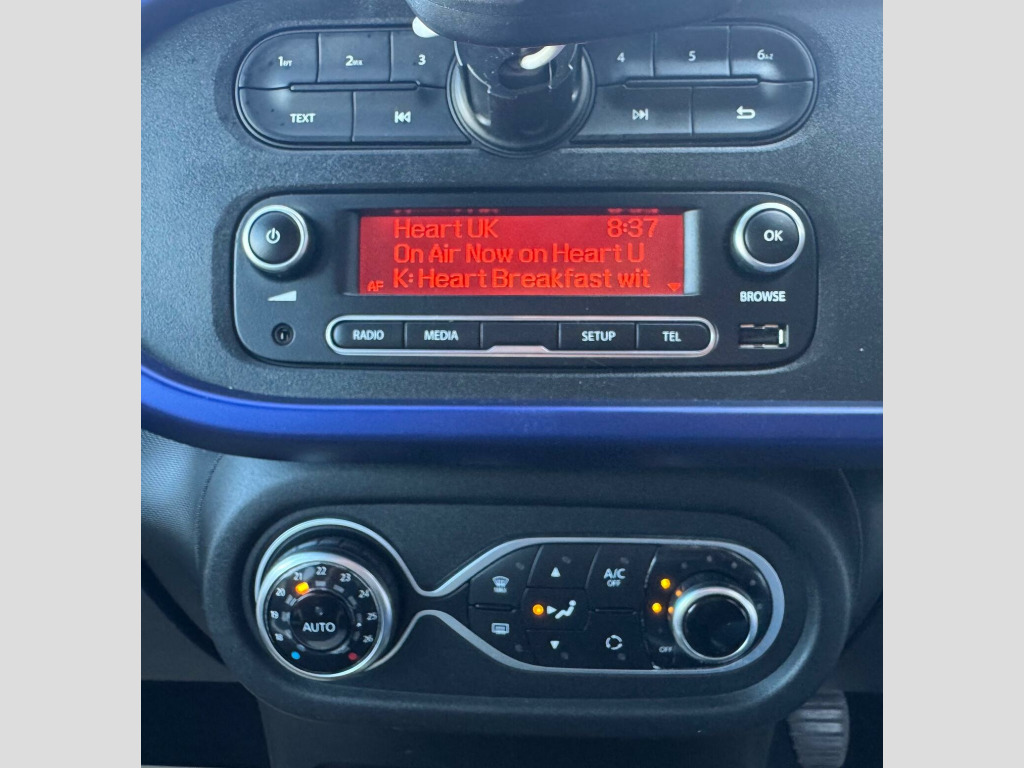 1 2 3 4 5 6
TEXT
Heart UK 8:37
On Air Now on Heart U
AF K: Heart Breakfast wit
OK
BROWSE
RADIO MEDIA SETUP TEL
18 19 20 21 22 23 24 25 26
AUTO
A/C
OFF
OFF